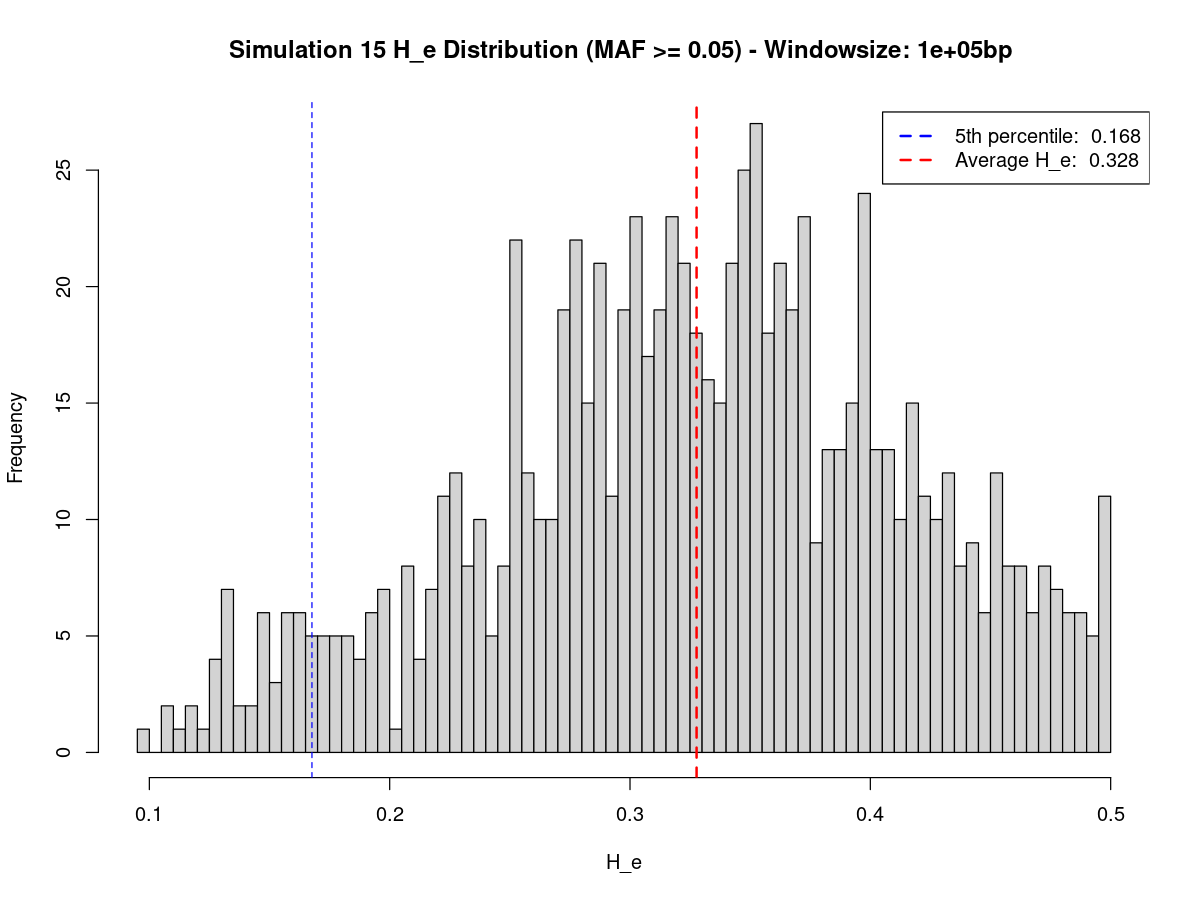 Simulation 15 H_e Distribution (MAF >= 0.05) - Windowsize: 1e+05bp
5th percentile:  0.168
Average H_e:  0.328
Frequency
25
20
15
10
5
0
0.1
0.2
0.3
0.4
0.5
H_e